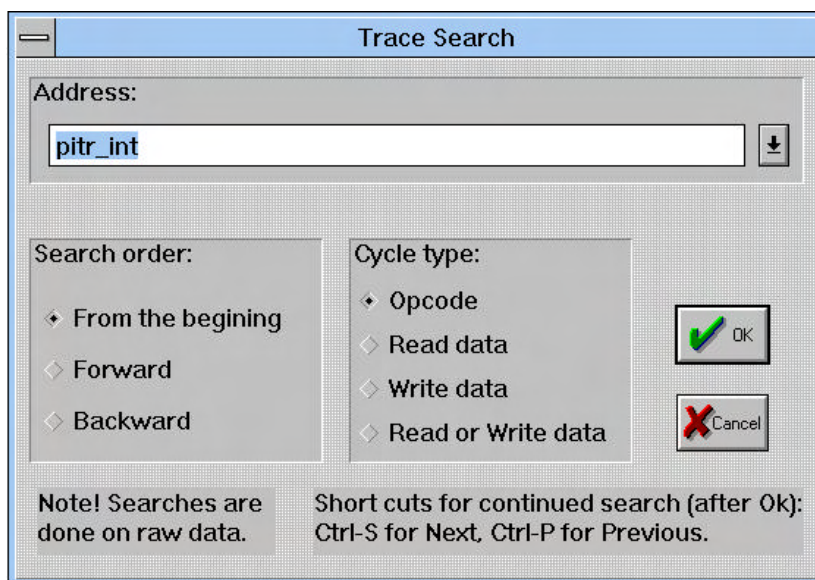 Trace Search
Address:
pitr_int
Search order:
From the begining
Forward
Backward
Cycle type:
Opcode
Read data
Write data
Read or Write data
OK
Cancel
Note! Searches are
done on raw data.
Short cuts for continued search (after Ok):
Ctrl-S for Next, Ctrl-P for Previous.